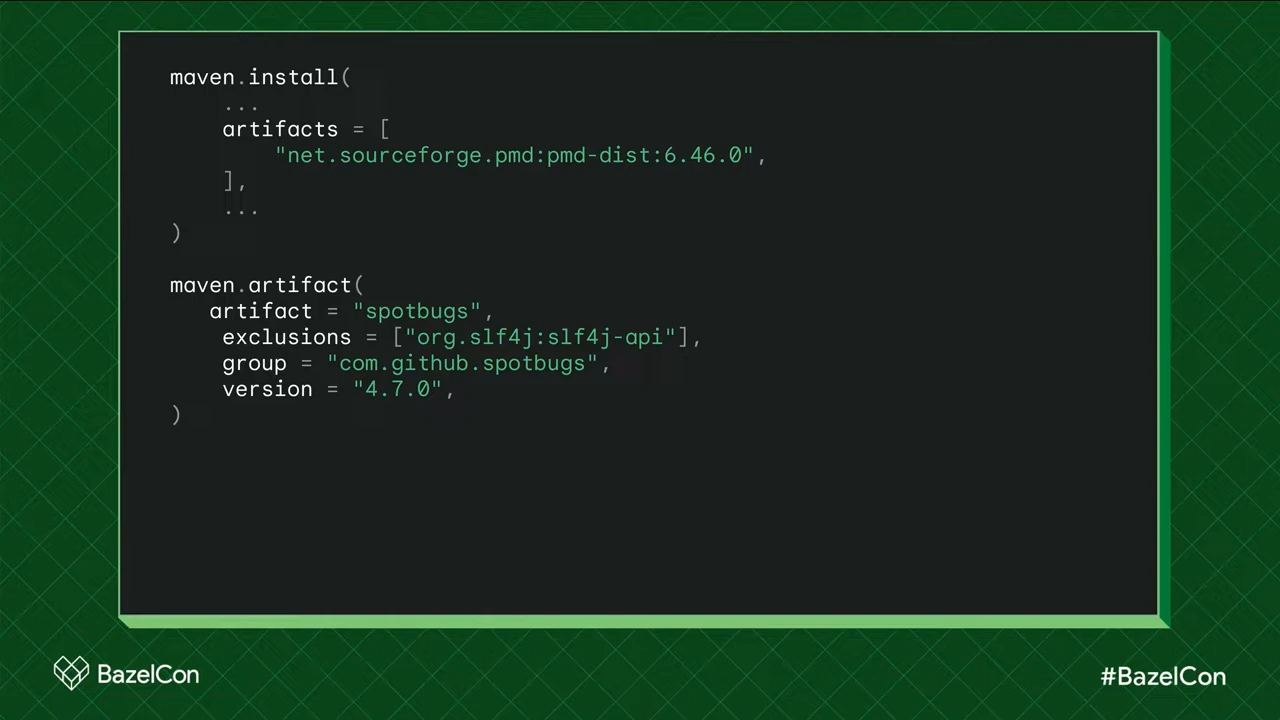 maven.install(
    ...
    artifacts = [
        "net.sourceforge.pmd:pmd-dist:6.46.0",
    ],
    ...
)
maven.artifact(
   artifact = "spotbugs",
    exclusions = ["org.slf4j:slf4j-api"],
    group = "com.github.spotbugs",
    version = "4.7.0",
)
BazelCon
#BazelCon